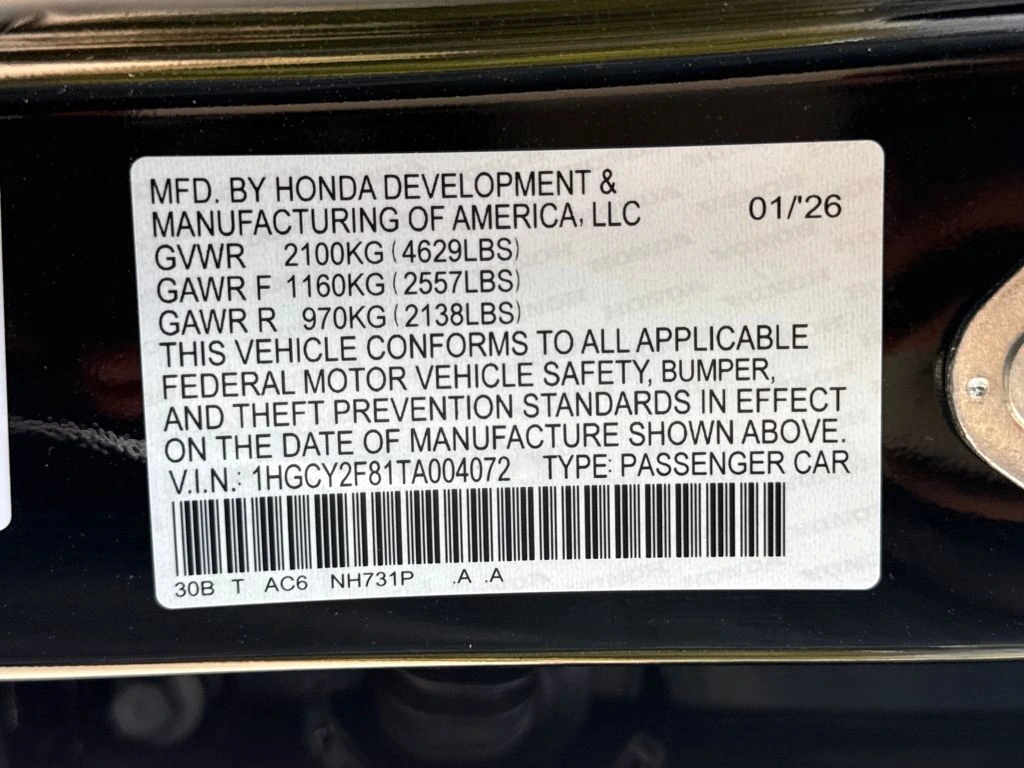 MFD. BY HONDA DEVELOPMENT &
MANUFACTURING OF AMERICA, LLC 01/'26
GVWR 2100KG (4629LBS)
GAWR F 1160KG (2557LBS)
GAWR R 970KG (2138LBS)
THIS VEHICLE CONFORMS TO ALL APPLICABLE
FEDERAL MOTOR VEHICLE SAFETY, BUMPER,
AND THEFT PREVENTION STANDARDS IN EFFECT
ON THE DATE OF MANUFACTURE SHOWN ABOVE.
V.I.N.: 1HGCY2F81TA004072 TYPE: PASSENGER CAR
30B T AC6 NH731P .A .A